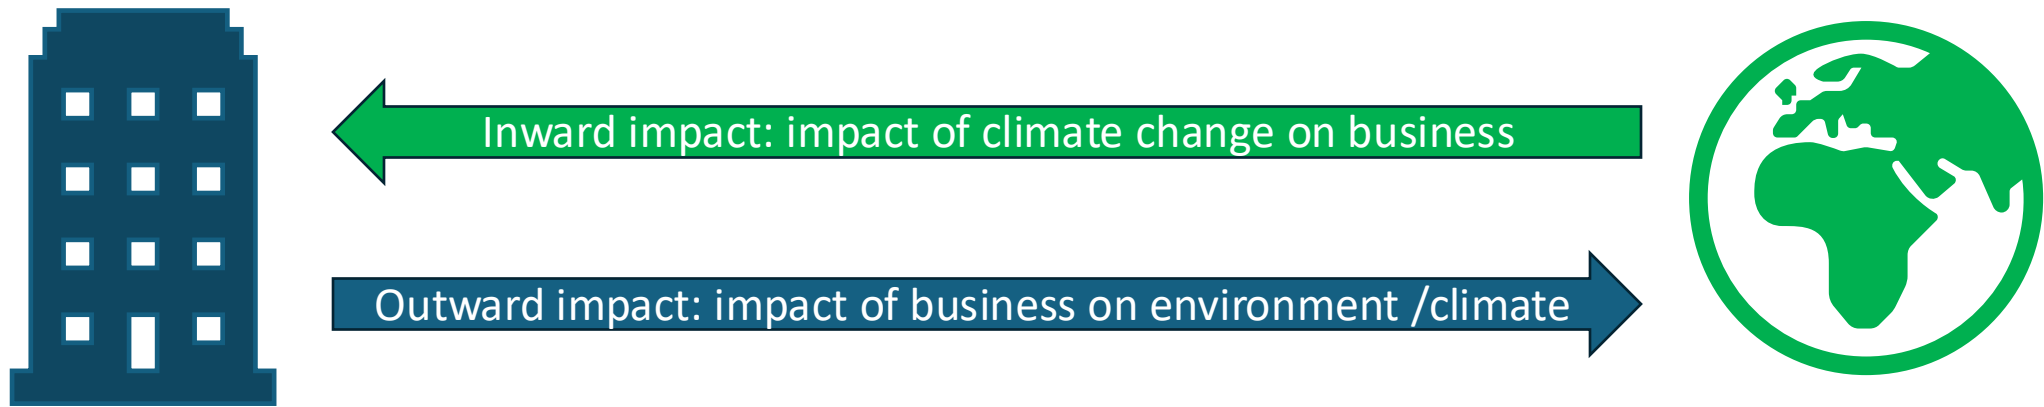 Inward impact: impact of climate change on business
Outward impact: impact of business on environment /climate